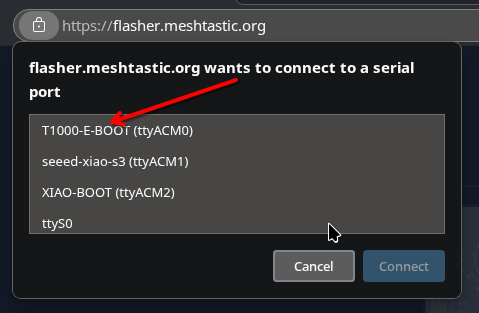 https://flasher.meshtastic.org
flasher.meshtastic.org wants to connect to a serial
port
T1000-E-BOOT (ttyACM0)
seeed-xiao-s3 (ttyACM1)
XIAO-BOOT (ttyACM2)
ttyS0
Cancel
Connect